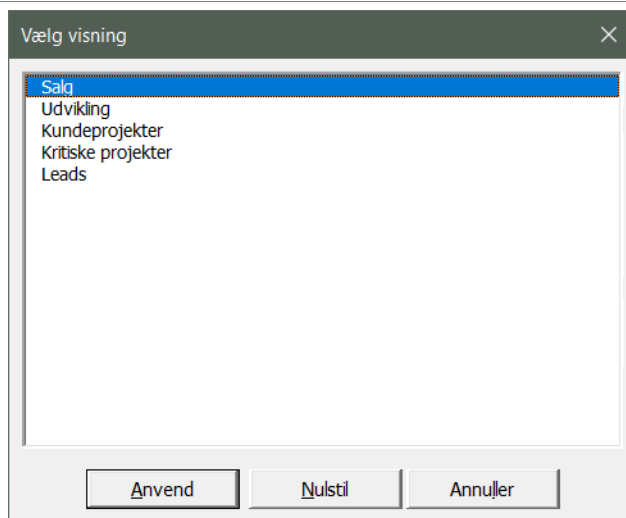 Vælg visning
Salg
Udvikling
Kundeprojekter
Kritiske projekter
Leads
Anvend Nulstil Annuller